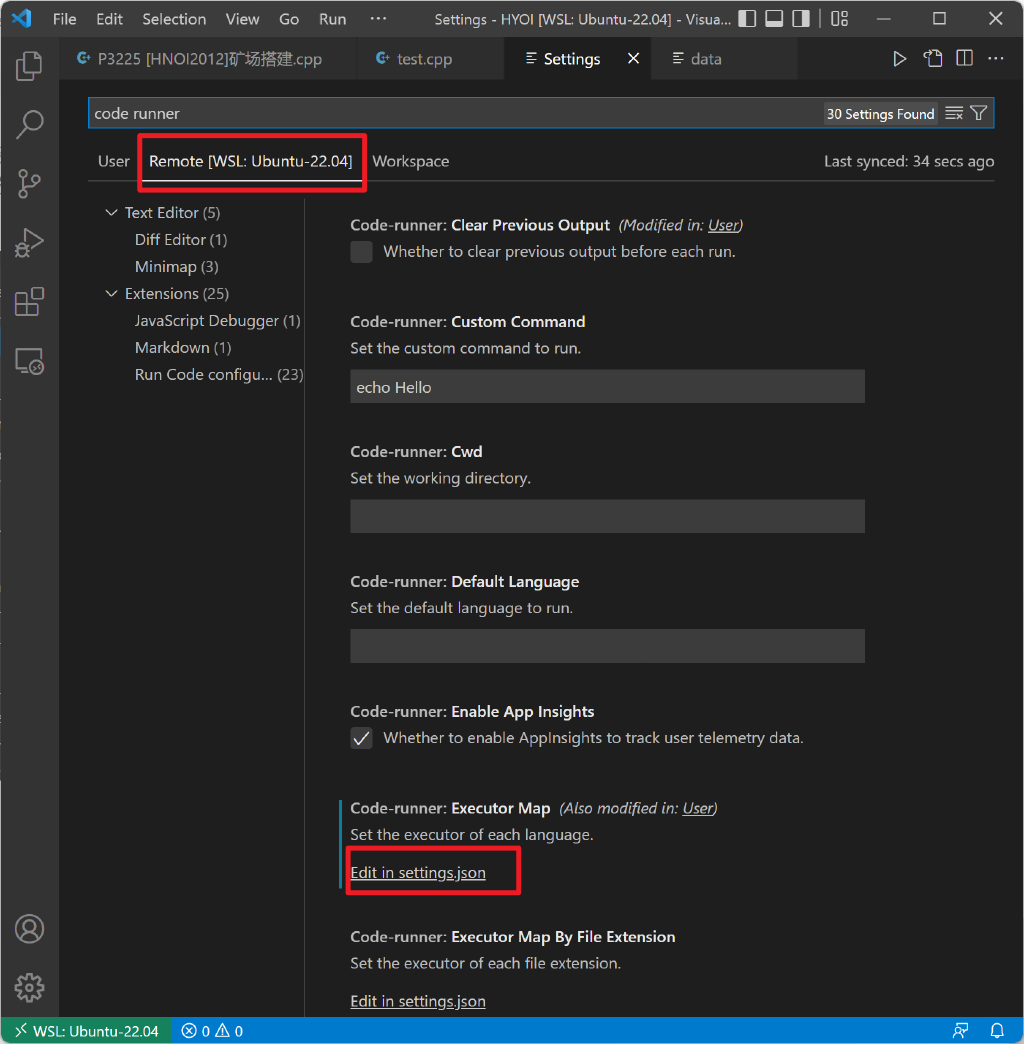 File Edit Selection View Go Run ··· Settings - HYOI [WSL: Ubuntu-22.04] - Visua...
P3225 [HNOI2012]矿场搭建.cpp test.cpp Settings data
code runner 30 Settings Found
User Remote [WSL: Ubuntu-22.04] Workspace Last synced: 34 secs ago
Text Editor (5)
Diff Editor (1)
Minimap (3)
Extensions (25)
JavaScript Debugger (1)
Markdown (1)
Run Code configu... (23)
Code-runner: Clear Previous Output (Modified in: User)
Whether to clear previous output before each run.
Code-runner: Custom Command
Set the custom command to run.
echo Hello
Code-runner: Cwd
Set the working directory.
Code-runner: Default Language
Set the default language to run.
Code-runner: Enable App Insights
Whether to enable AppInsights to track user telemetry data.
Code-runner: Executor Map (Also modified in: User)
Set the executor of each language.
Edit in settings.json
Code-runner: Executor Map By File Extension
Set the executor of each file extension.
Edit in settings.json
WSL: Ubuntu-22.04 0 0